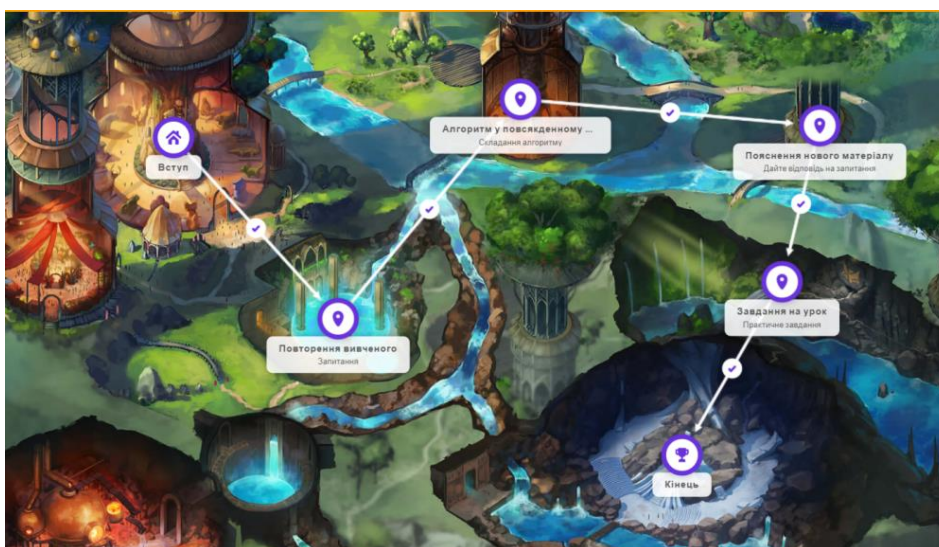 Вступ
Повторення вивченого
Запитання
Алгоритм у повсякденному ...
Складання алгоритму
Пояснення нового матеріалу
Дайте відповідь на запитання
Завдання на урок
Практичне завдання
Кінець